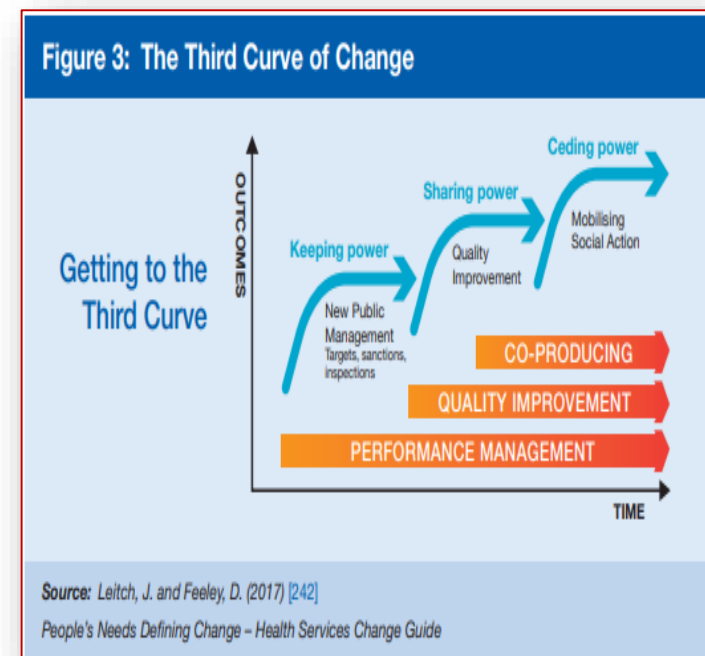 Figure 3: The Third Curve of Change
Getting to the
Third Curve
OUTCOMES
Keeping power
New Public
Management
Targets, sanctions,
inspections
Sharing power
Quality
Improvement
Ceding power
Mobilising
Social Action
CO-PRODUCING
QUALITY IMPROVEMENT
PERFORMANCE MANAGEMENT
TIME
Source: Leitch, J. and Feeley, D. (2017) [242]
People's Needs Defining Change – Health Services Change Guide